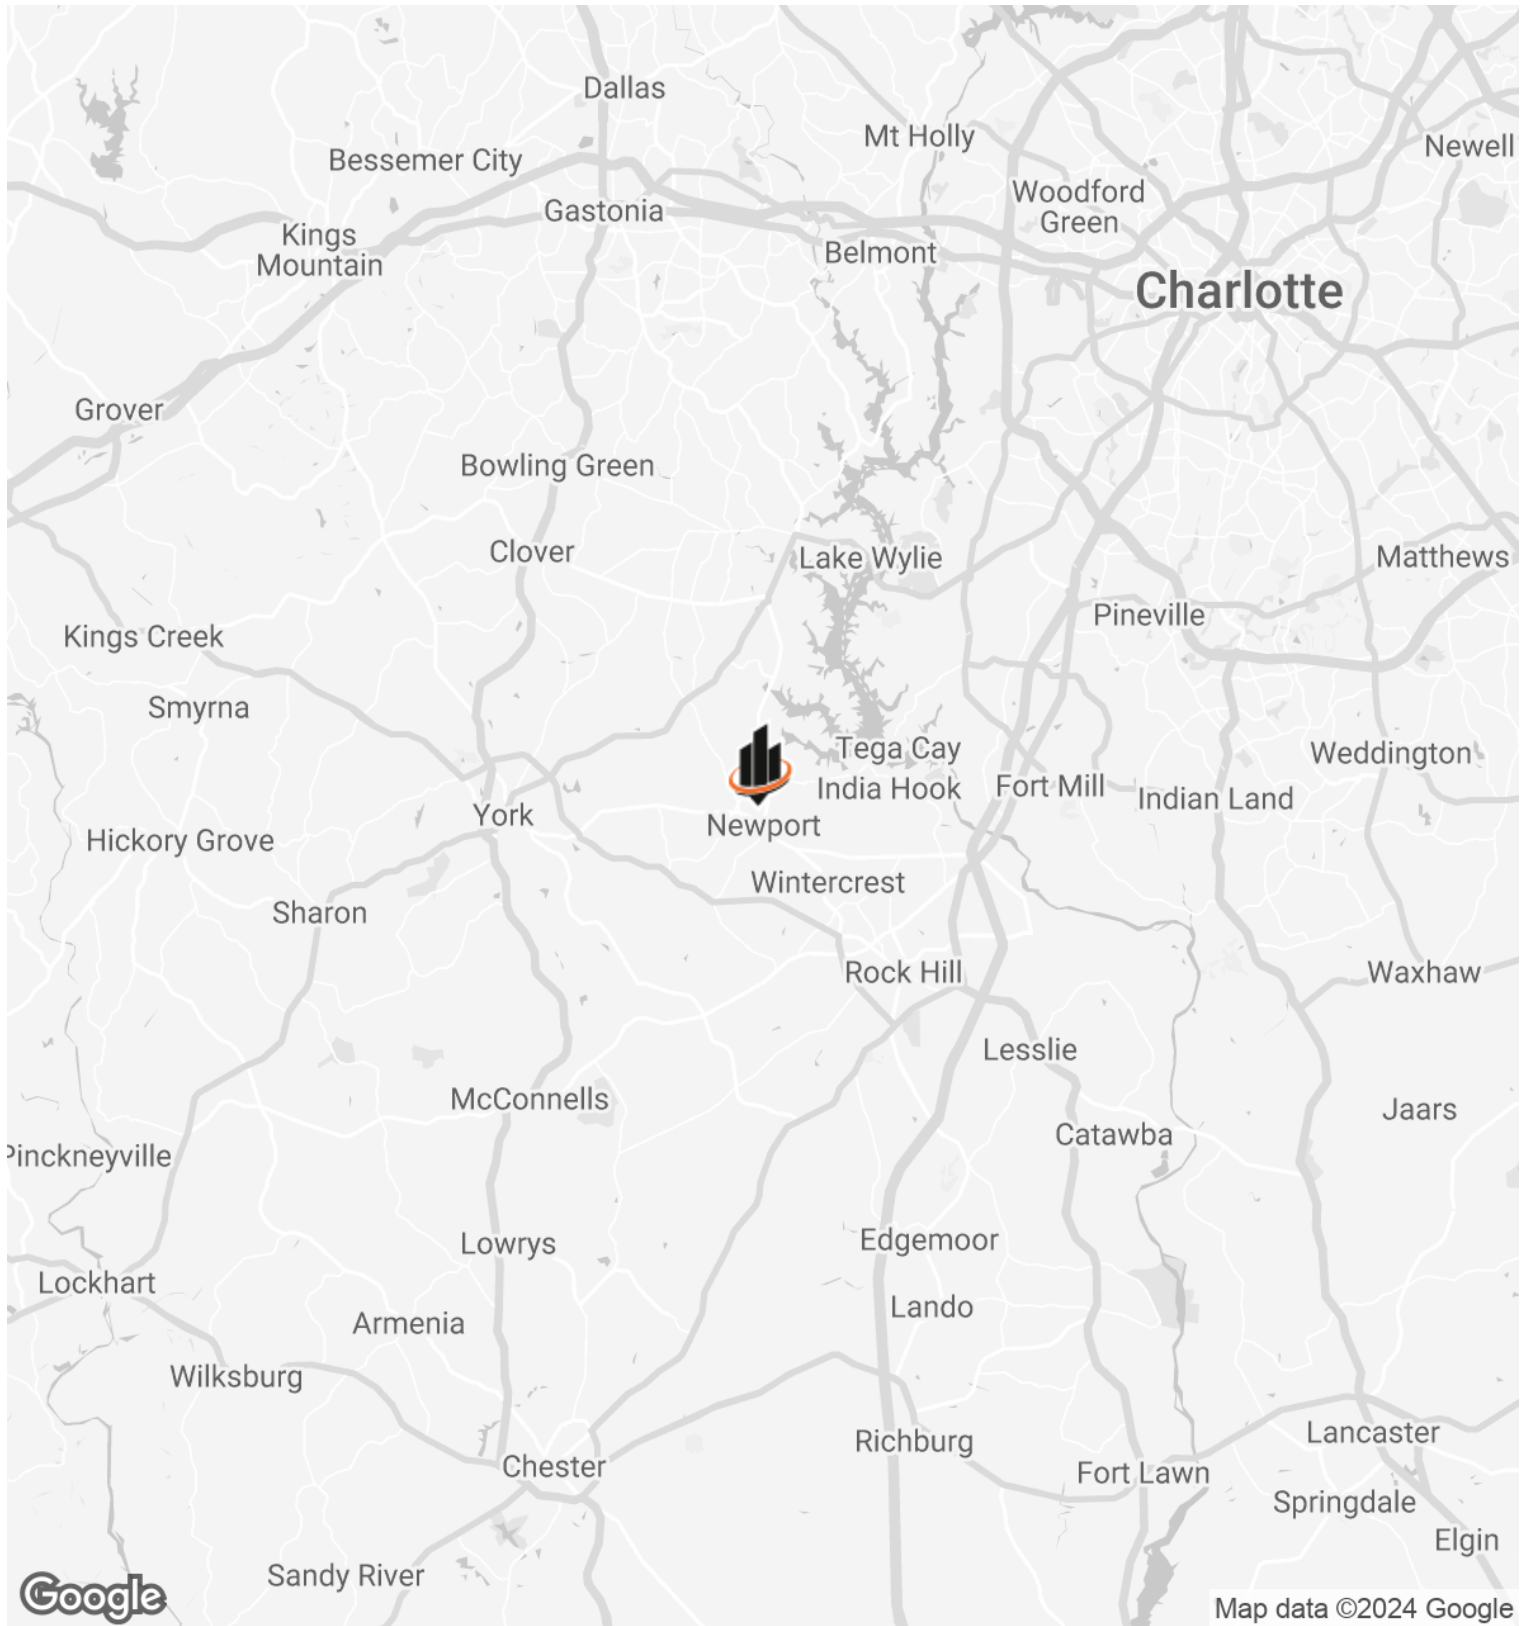 Dallas
Mt Holly
Newell
Bessemer City
Woodford
Green
Gastonia
Kings
Mountain
Belmont
Charlotte
Grover
Bowling Green
Clover
Lake Wylie
Matthews
Pineville
Kings Creek
Smyrna
Tega Cay
Weddington
India Hook
Fort Mill
Indian Land
York
Newport
Hickory Grove
Wintercrest
Sharon
Rock Hill
Waxhaw
Lesslie
McConnells
Jaars
Catawba
Pinckneyville
Edgemoor
Lowrys
Lockhart
Lando
Armenia
Wilksburg
Richburg
Lancaster
Chester
Fort Lawn
Springdale
Elgin
Sandy River
Google
Map data ©2024 Google